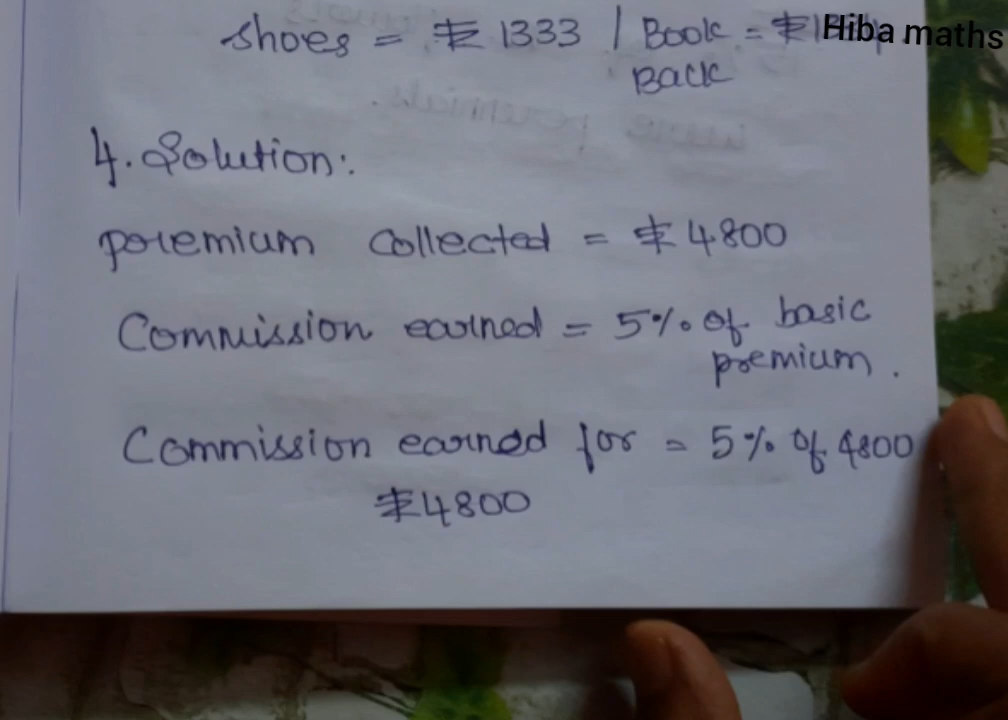 shoes = ₹ 1333 / Book =
Hiba maths
Back
4. Solution:
premium collected = ₹ 4800
Commission earned = 5% of basic
premium.
Commission earned for = 5% of 4800
₹4800